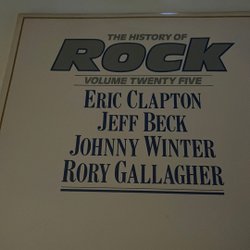 THE HISTORY OF
Rock
VOLUME TWENTY FIVE
ERIC CLAPTON
JEFF BECK
JOHNNY WINTER
RORY GALLAGHER